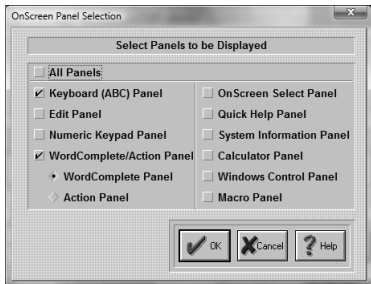 OnScreen Panel Selection
Select Panels to be Displayed
All Panels
Keyboard (ABC) Panel
Edit Panel
Numeric Keypad Panel
WordComplete/Action Panel
WordComplete Panel
Action Panel
OnScreen Select Panel
Quick Help Panel
System Information Panel
Calculator Panel
Windows Control Panel
Macro Panel
OK
Cancel
Help